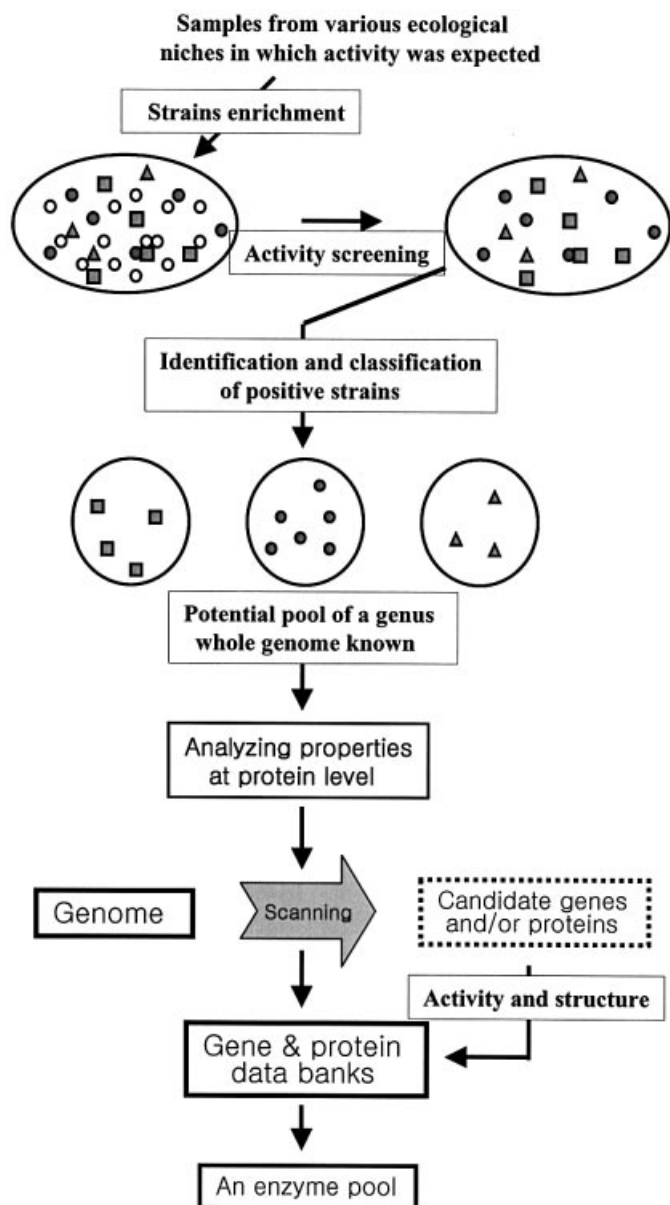 Samples from various ecological
niches in which activity was expected
Strains enrichment
Activity screening
Identification and classification
of positive strains
Potential pool of a genus
whole genome known
Analyzing properties
at protein level
Genome
Scanning
Candidate genes
and/or proteins
Activity and structure
Gene & protein
data banks
An enzyme pool